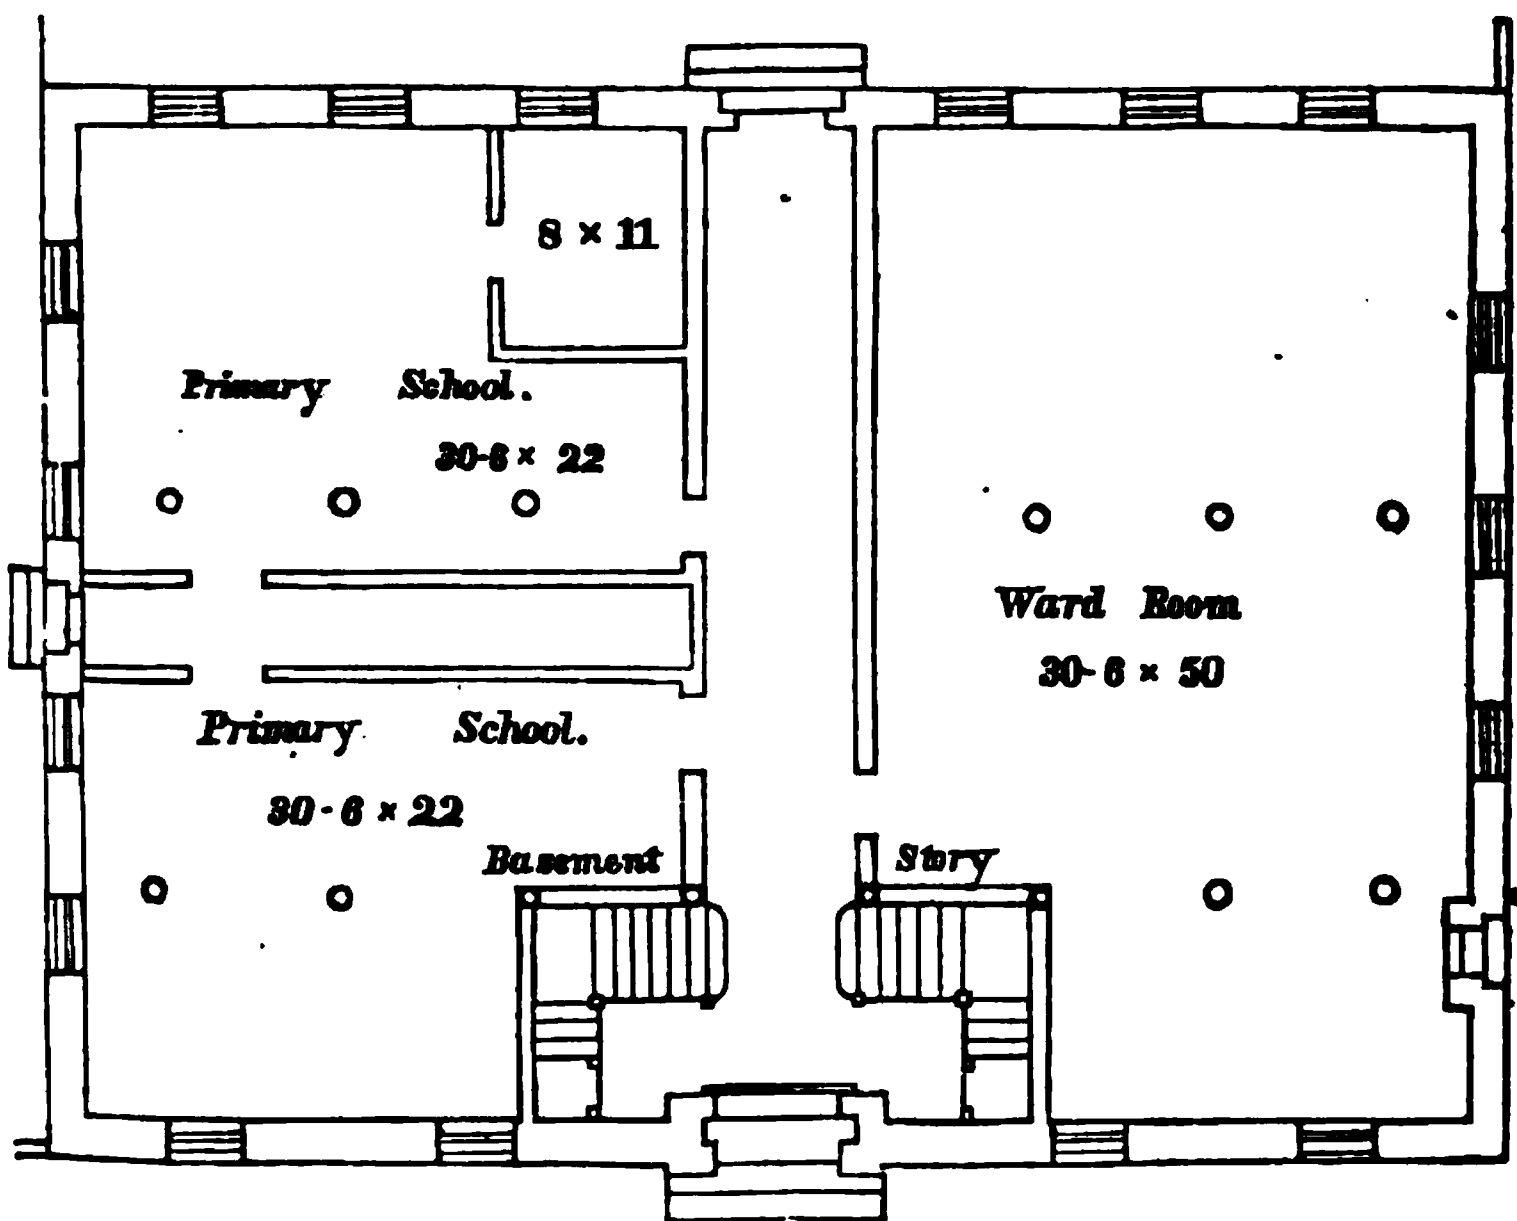 8 × 11
Primary School.
30-6 × 22
Ward Room
30-6 × 50
Primary School.
30-6 × 22
Basement Story